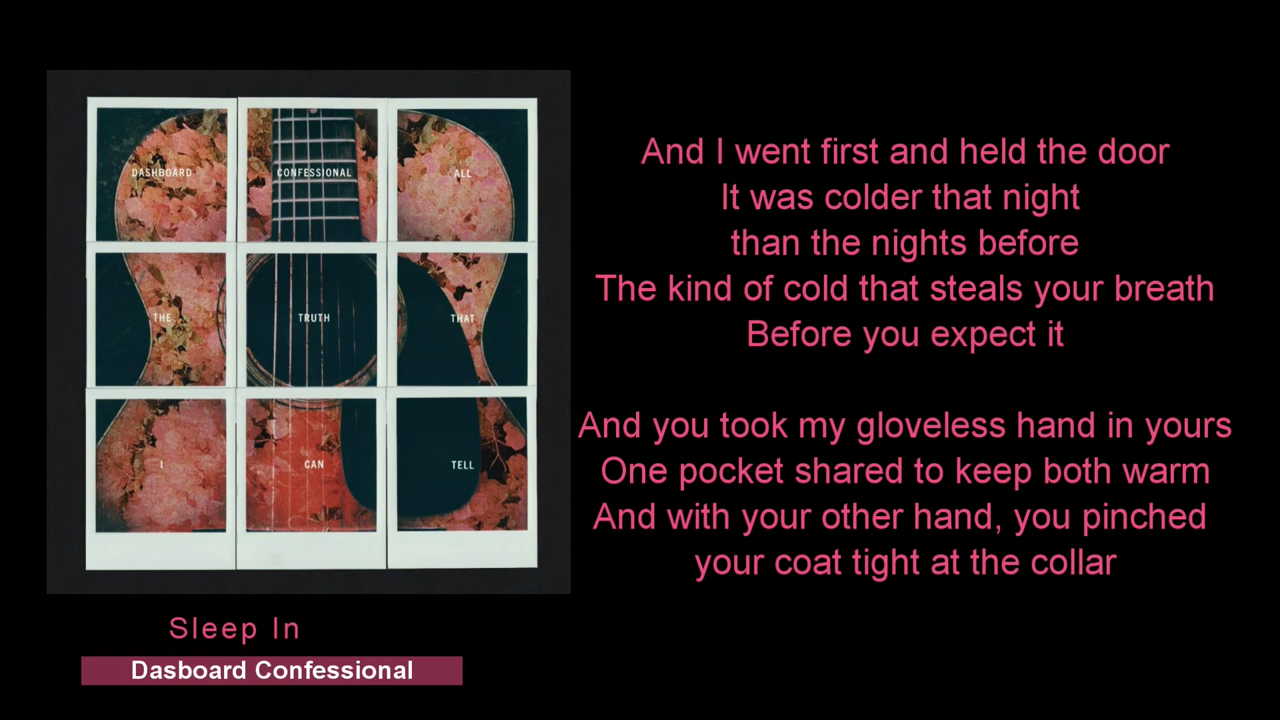 DASHBOARD CONFESSIONAL ALL
THE TRUTH THAT
I CAN TELL
Sleep In
Dasboard Confessional
And I went first and held the door
It was colder that night
than the nights before
The kind of cold that steals your breath
Before you expect it
And you took my gloveless hand in yours
One pocket shared to keep both warm
And with your other hand, you pinched
your coat tight at the collar